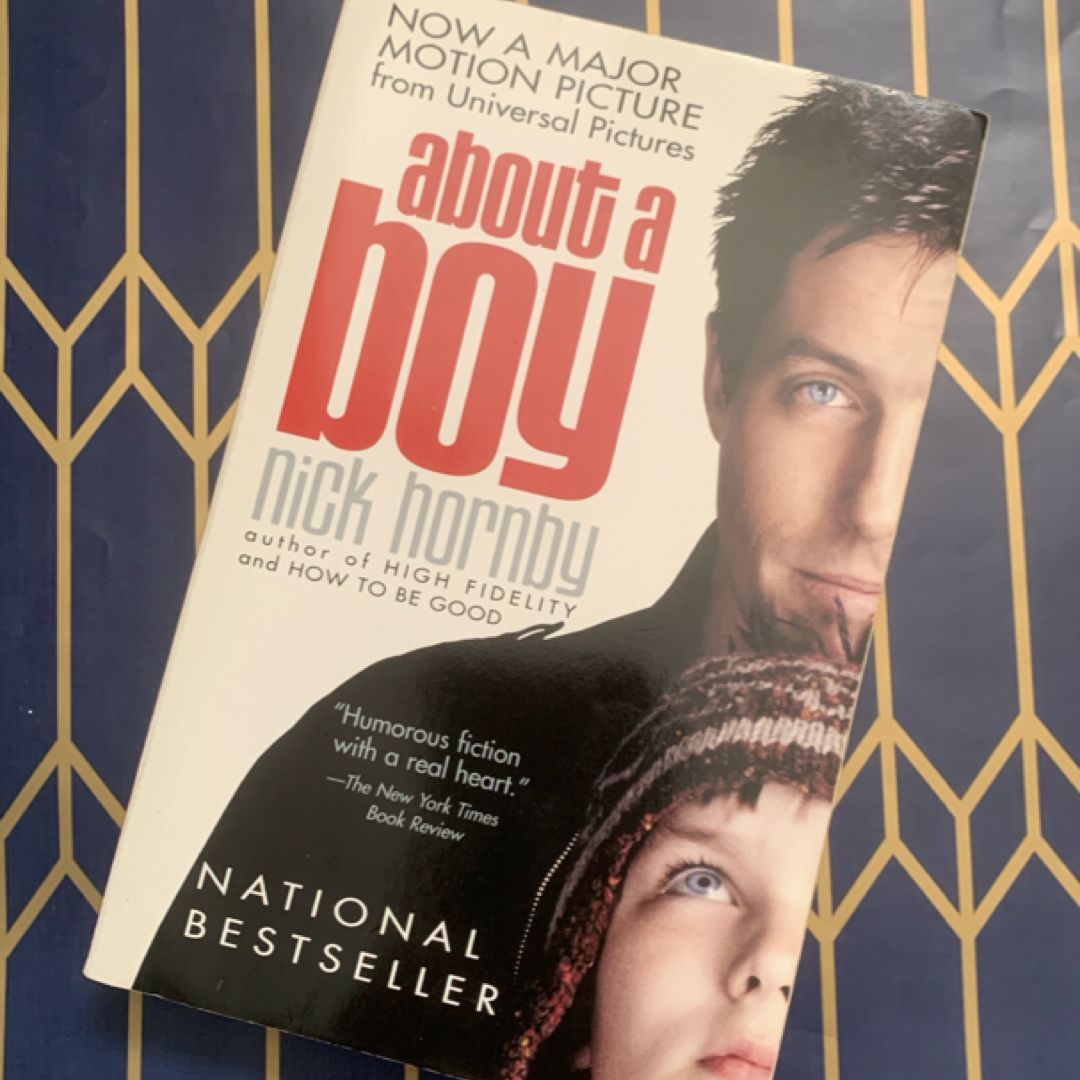 NOW A MAJOR
MOTION PICTURE
from Universal Pictures
about a
boy
nick hornby
author of HIGH FIDELITY
and HOW TO BE GOOD
"Humorous fiction
with a real heart."
—The New York Times
Book Review
NATIONAL
BESTSELLER